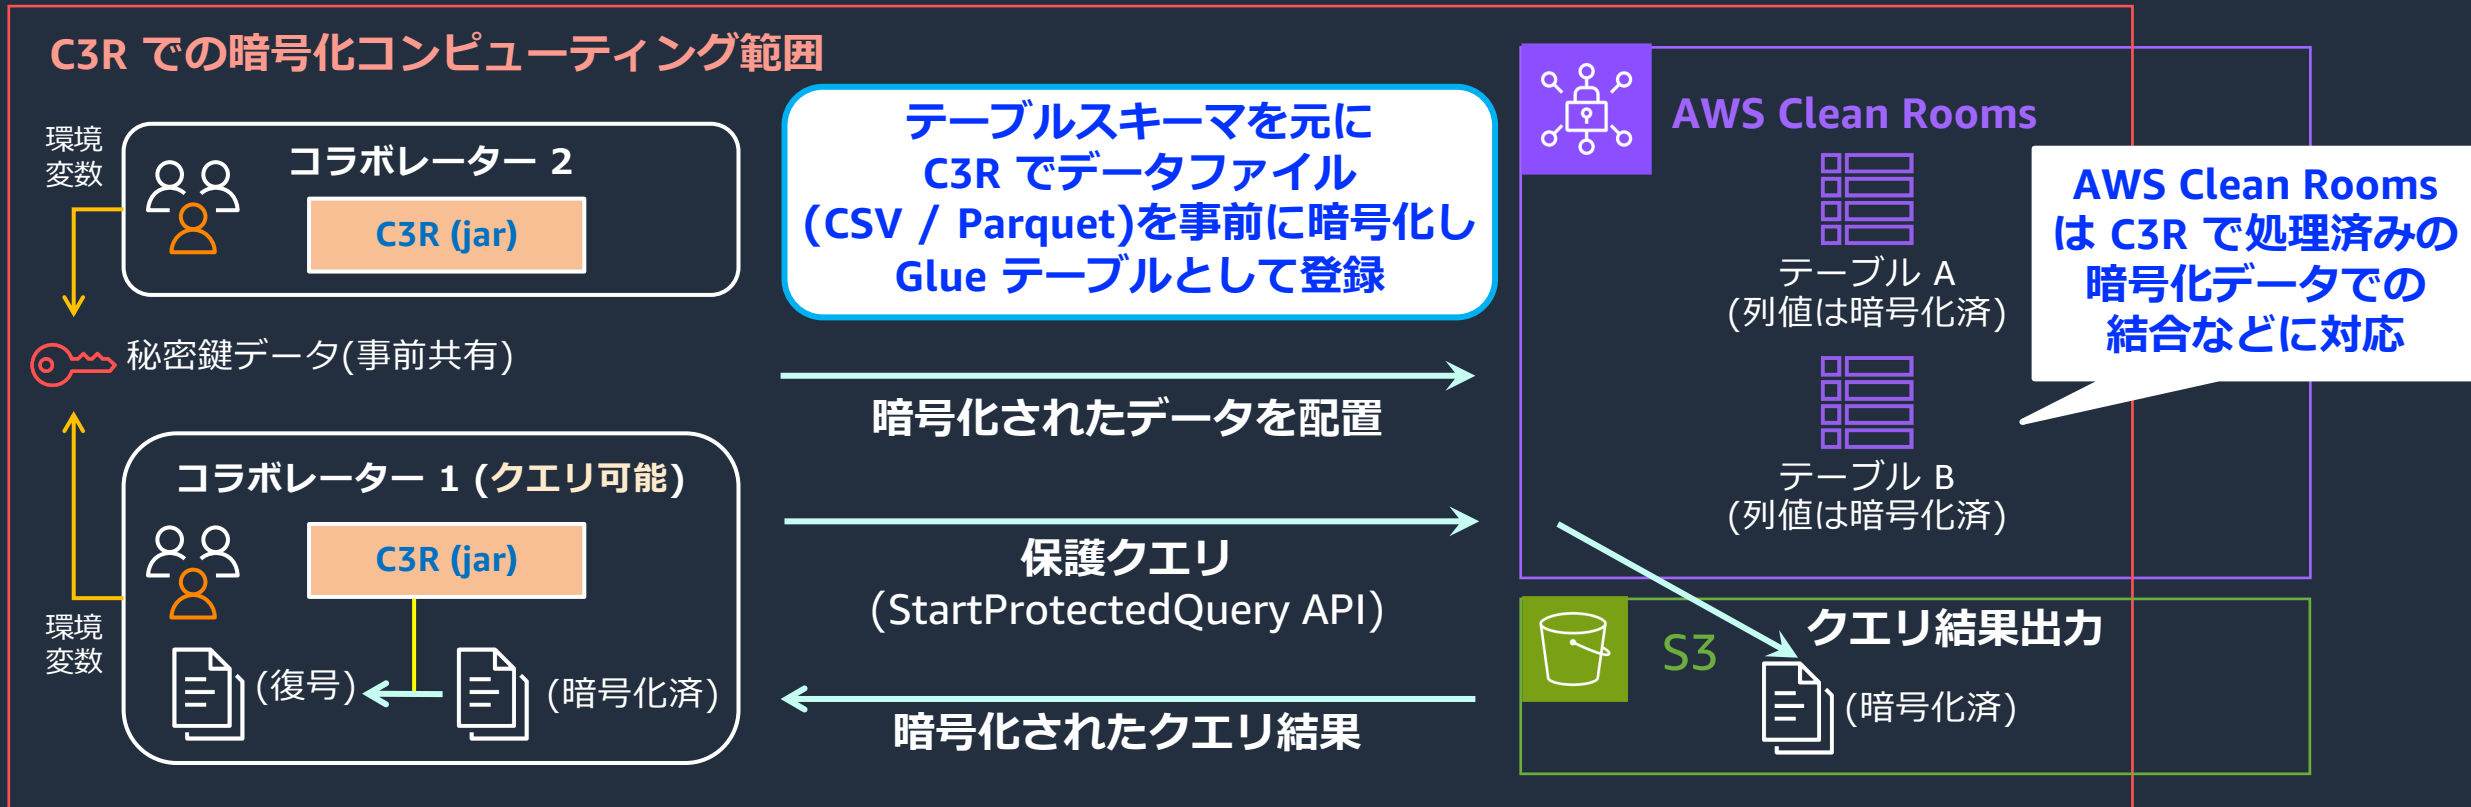 C3R での暗号化コンピューティング範囲
環境
変数
コラボレーター 2
C3R (jar)
秘密鍵データ(事前共有)
コラボレーター 1 (クエリ可能)
C3R (jar)
環境
変数
(復号)
(暗号化済)
テーブルスキーマを元に
C3R でデータファイル
(CSV / Parquet)を事前に暗号化し
Glue テーブルとして登録
暗号化されたデータを配置
保護クエリ
(StartProtectedQuery API)
暗号化されたクエリ結果
AWS Clean Rooms
テーブル A
(列値は暗号化済)
テーブル B
(列値は暗号化済)
AWS Clean Rooms
は C3R で処理済みの
暗号化データでの
結合などに対応
S3
クエリ結果出力
(暗号化済)